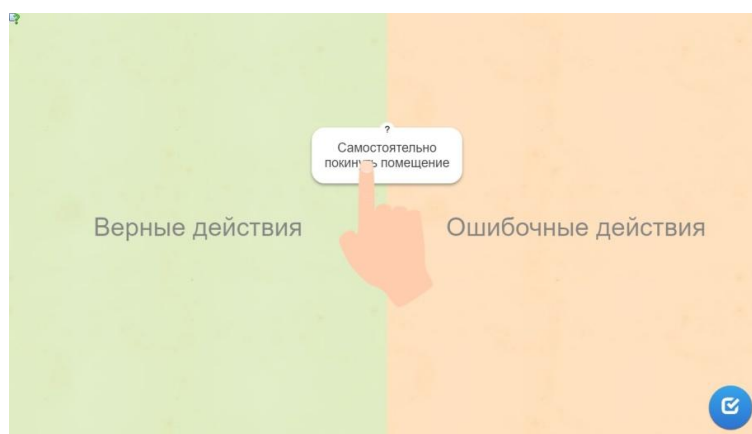 ?
Самостоятельно
покинуть помещение
Верные действия
Ошибочные действия